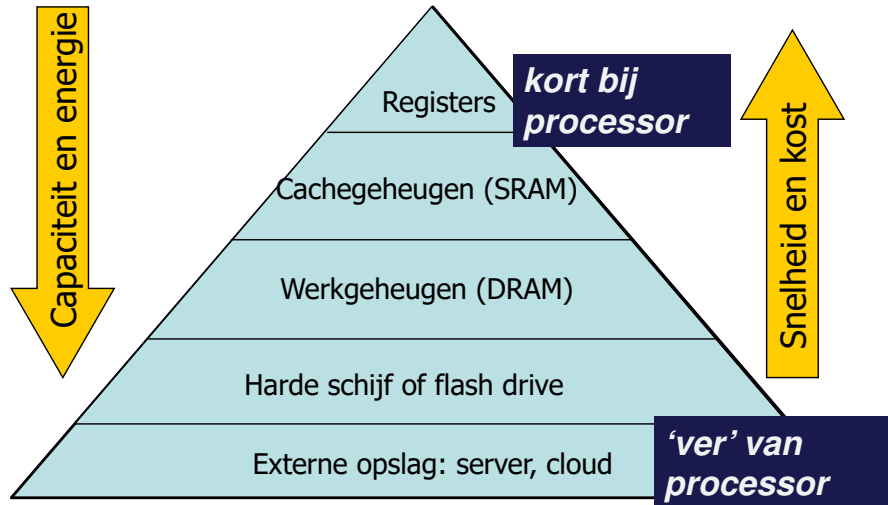 Capaciteit en energie
Registers
kort bij
processor
Cachegeheugen (SRAM)
Werkgeheugen (DRAM)
Snelheid en kost
Harde schijf of flash drive
Externe opslag: server, cloud
‘ver’ van
processor